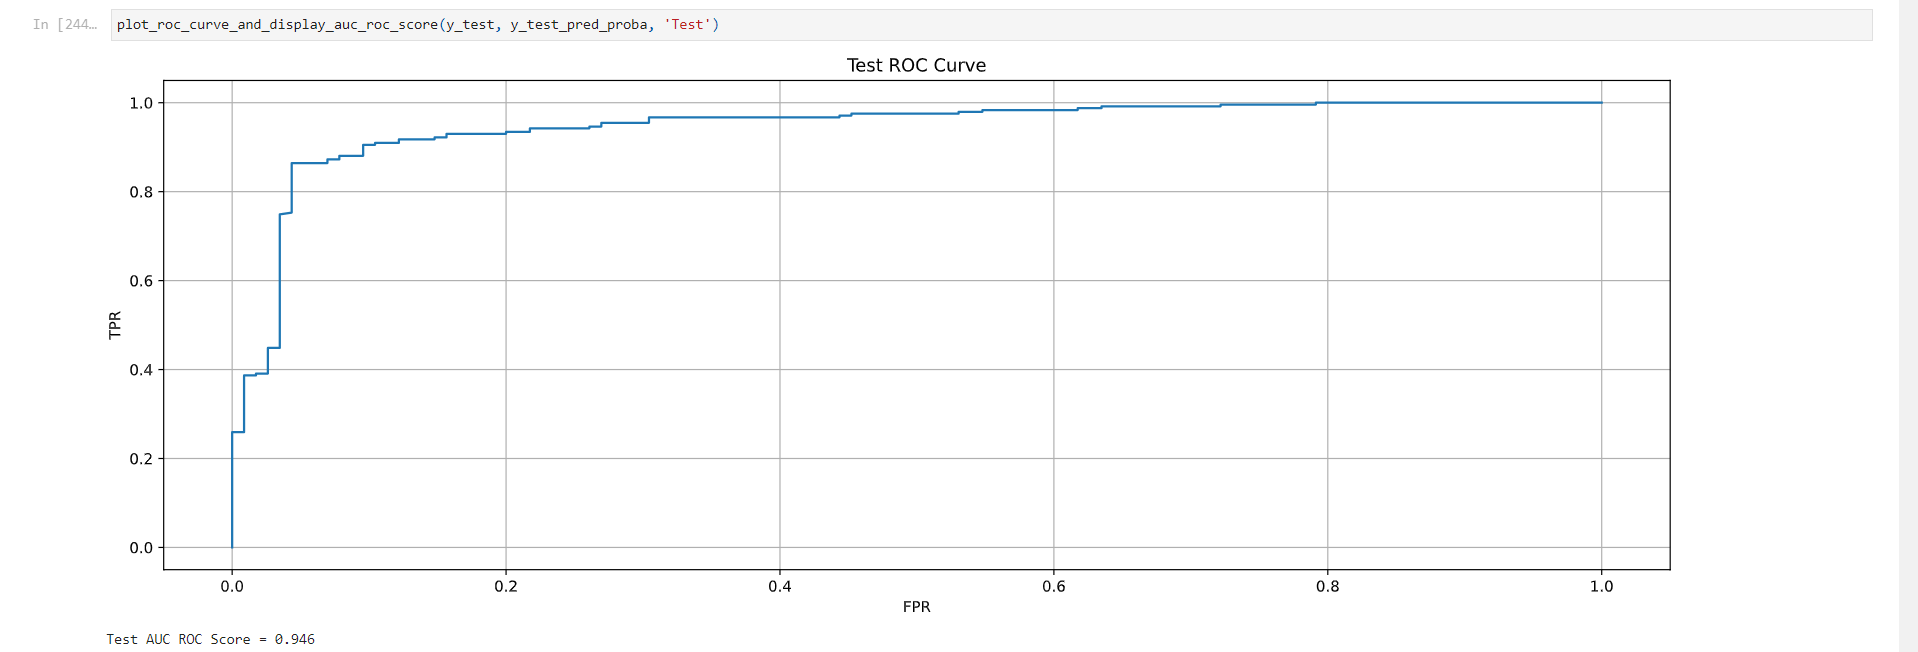 In [244…
plot_roc_curve_and_display_auc_roc_score(y_test, y_test_pred_proba, 'Test')
Test ROC Curve
1.0
0.8
0.6
0.4
0.2
0.0
TPR
0.0 0.2 0.4 0.6 0.8 1.0
FPR
Test AUC ROC Score = 0.946